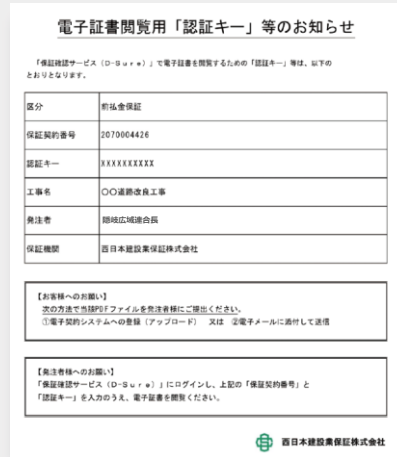 電子証書閲覧用「認証キー」等のお知らせ
「保証確認サービス（D-Sure）」で電子証書を閲覧するための「認証キー」等は、以下の
とおりとなります。
区分 前払金保証
保証契約番号 2070004426
認証キー XXXXXXXXXX
工事名 〇〇道路改良工事
発注者 隠岐広域連合長
保証機関 西日本建設業保証株式会社
【お客様へのお願い】
次の方法で当該PDFファイルを発注者様にご提出ください。
①電子契約システムへの登録（アップロード） 又は ②電子メールに添付して送信
【発注者様へのお願い】
「保証確認サービス（D-Sure）」にログインし、上記の「保証契約番号」と
「認証キー」を入力のうえ、電子証書を閲覧ください。
西日本建設業保証株式会社